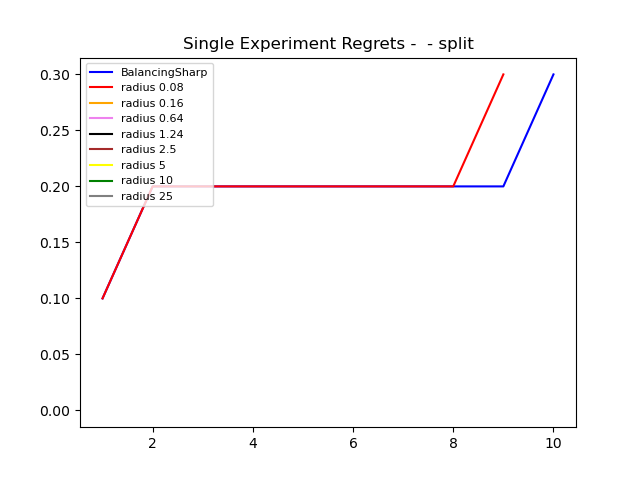 Single Experiment Regrets -  - split
0.30
0.25
0.20
0.15
0.10
0.05
0.00
BalancingSharp
radius 0.08
radius 0.16
radius 0.64
radius 1.24
radius 2.5
radius 5
radius 10
radius 25
2 4 6 8 10